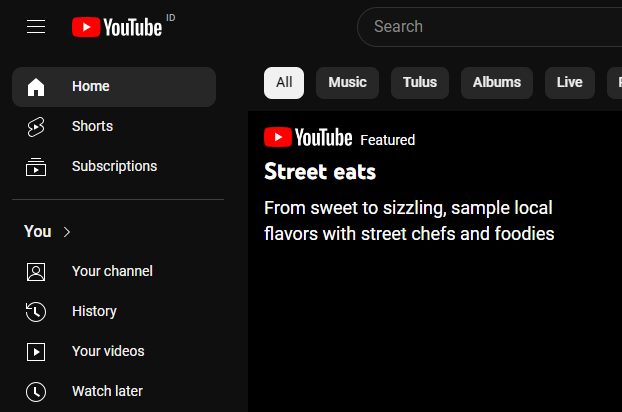 YouTube ID
Search
Home
Shorts
Subscriptions
You
Your channel
History
Your videos
Watch later
All Music Tulus Albums Live
YouTube Featured
Street eats
From sweet to sizzling, sample local
flavors with street chefs and foodies